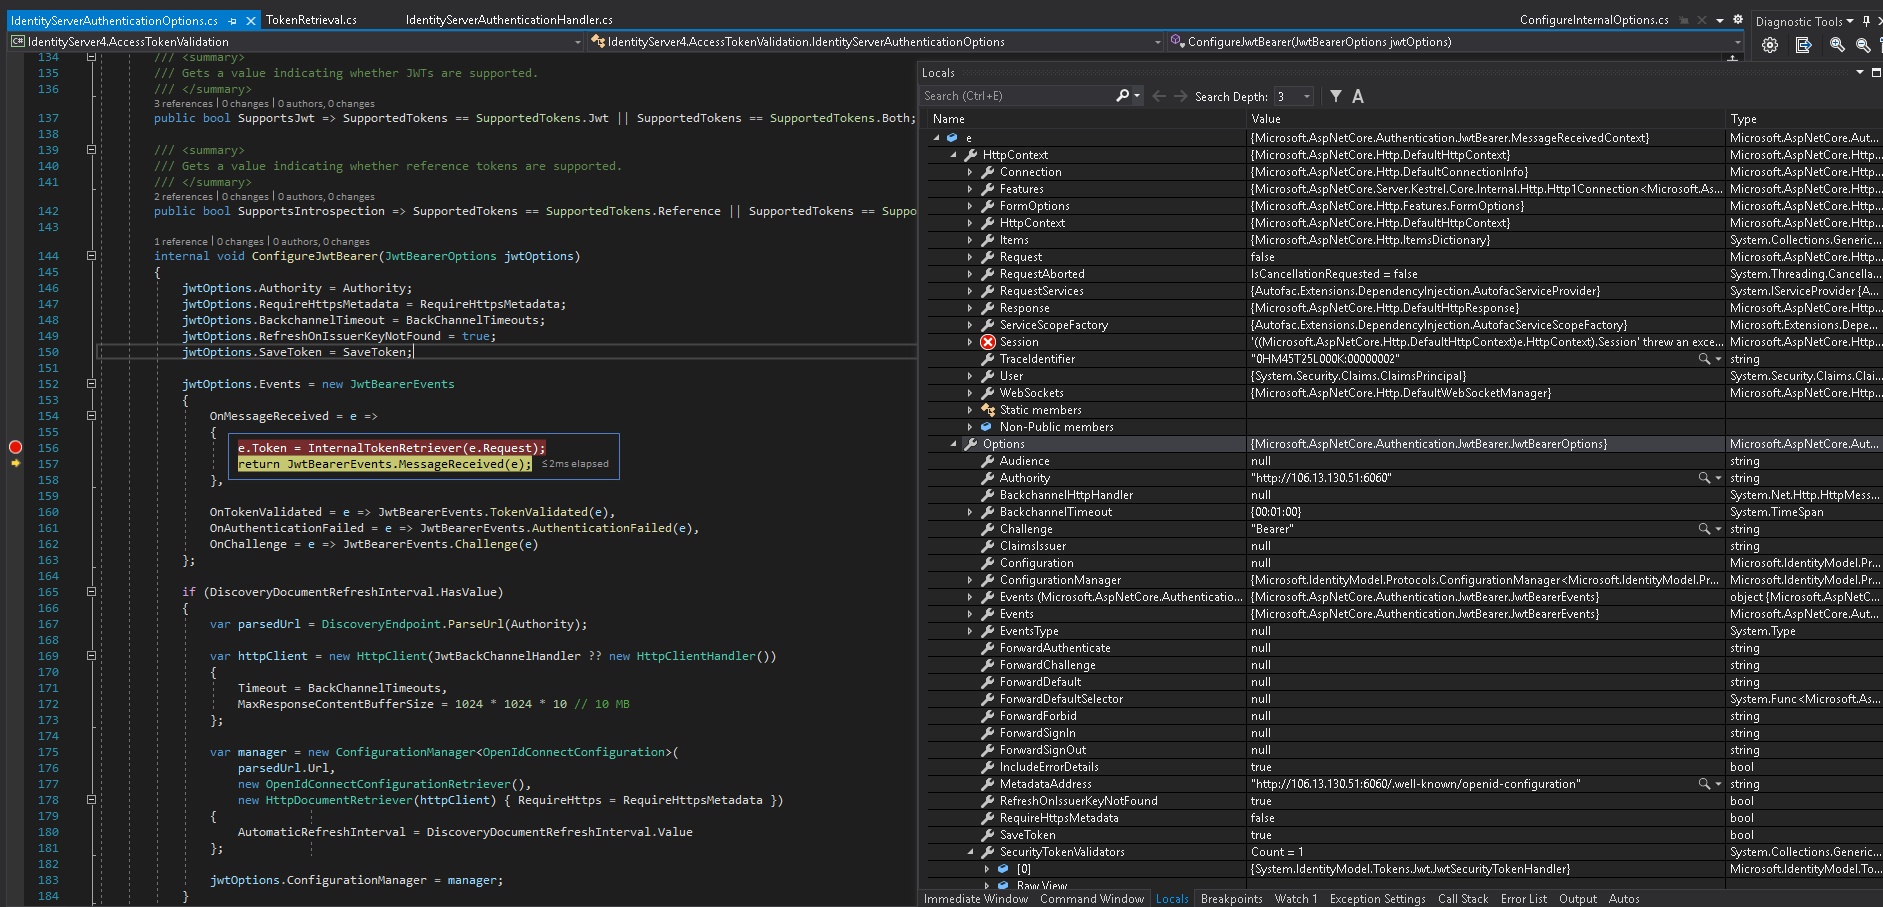 IdentityServerAuthenticationOptions.cs
TokenRetrieval.cs
IdentityServerAuthenticationHandler.cs
ConfigureInternalOptions.cs
Diagnostic Tools
C# IdentityServer4.AccessTokenValidation
IdentityServer4.AccessTokenValidation.IdentityServerAuthenticationOptions
ConfigureJwtBearer(JwtBearerOptions jwtOptions)
134 /// <summary>
135 /// Gets a value indicating whether JWTs are supported.
136 /// </summary>
3 references | 0 changes | 0 authors, 0 changes
137 public bool SupportsJwt => SupportedTokens == SupportedTokens.Jwt || SupportedTokens == SupportedTokens.Both;
138
139 /// <summary>
140 /// Gets a value indicating whether reference tokens are supported.
141 /// </summary>
2 references | 0 changes | 0 authors, 0 changes
142 public bool SupportsIntrospection => SupportedTokens == SupportedTokens.Reference || SupportedTokens == Suppo
143
1 reference | 0 changes | 0 authors, 0 changes
144 internal void ConfigureJwtBearer(JwtBearerOptions jwtOptions)
145 {
146 jwtOptions.Authority = Authority;
147 jwtOptions.RequireHttpsMetadata = RequireHttpsMetadata;
148 jwtOptions.BackchannelTimeout = BackChannelTimeouts;
149 jwtOptions.RefreshOnIssuerKeyNotFound = true;
150 jwtOptions.SaveToken = SaveToken;
151
152 jwtOptions.Events = new JwtBearerEvents
153 {
154 OnMessageReceived = e =>
155 {
156 e.Token = InternalTokenRetriever(e.Request);
157 return JwtBearerEvents.MessageReceived(e); ≤2ms elapsed
158 },
159
160 OnTokenValidated = e => JwtBearerEvents.TokenValidated(e),
161 OnAuthenticationFailed = e => JwtBearerEvents.AuthenticationFailed(e),
162 OnChallenge = e => JwtBearerEvents.Challenge(e)
163 };
164
165 if (DiscoveryDocumentRefreshInterval.HasValue)
166 {
167 var parsedUrl = DiscoveryEndpoint.ParseUrl(Authority);
168
169 var httpClient = new HttpClient(JwtBackChannelHandler ?? new HttpClientHandler())
170 {
171 Timeout = BackChannelTimeouts,
172 MaxResponseContentBufferSize = 1024 * 1024 * 10 // 10 MB
173 };
174
175 var manager = new ConfigurationManager<OpenIdConnectConfiguration>(
176 parsedUrl.Url,
177 new OpenIdConnectConfigurationRetriever(),
178 new HttpDocumentRetriever(httpClient) { RequireHttps = RequireHttpsMetadata })
179 {
180 AutomaticRefreshInterval = DiscoveryDocumentRefreshInterval.Value
181 };
182
183 jwtOptions.ConfigurationManager = manager;
184 }
Locals
Search (Ctrl+E) Search Depth: 3 A
Name Value Type
e {Microsoft.AspNetCore.Authentication.JwtBearer.MessageReceivedContext} Microsoft.AspNetCore.Aut...
HttpContext {Microsoft.AspNetCore.Http.DefaultHttpContext} Microsoft.AspNetCore.Http...
Connection {Microsoft.AspNetCore.Http.DefaultConnectionInfo} Microsoft.AspNetCore.Http...
Features {Microsoft.AspNetCore.Server.Kestrel.Core.Internal.Http.Http1Connection<Microsoft.As... Microsoft.AspNetCore.Http...
FormOptions {Microsoft.AspNetCore.Http.Features.FormOptions} Microsoft.AspNetCore.Http...
HttpContext {Microsoft.AspNetCore.Http.DefaultHttpContext} Microsoft.AspNetCore.Http...
Items {Microsoft.AspNetCore.Http.ItemsDictionary} System.Collections.Generic...
Request false Microsoft.AspNetCore.Http...
RequestAborted IsCancellationRequested = false System.Threading.Cancella...
RequestServices {Autofac.Extensions.DependencyInjection.AutofacServiceProvider} System.IServiceProvider {A...
Response {Microsoft.AspNetCore.Http.DefaultHttpResponse} Microsoft.AspNetCore.Http...
ServiceScopeFactory {Autofac.Extensions.DependencyInjection.AutofacServiceScopeFactory} Microsoft.Extensions.Depe...
Session '((Microsoft.AspNetCore.Http.DefaultHttpContext)e.HttpContext).Session' threw an exce... Microsoft.AspNetCore.Http...
TraceIdentifier "0HM45T25L000K:00000002" string
User {System.Security.Claims.ClaimsPrincipal} System.Security.Claims.Clai...
WebSockets {Microsoft.AspNetCore.Http.DefaultWebSocketManager} Microsoft.AspNetCore.Http...
Static members
Non-Public members
Options {Microsoft.AspNetCore.Authentication.JwtBearer.JwtBearerOptions} Microsoft.AspNetCore.Aut...
Audience null string
Authority "http://106.13.130.51:6060" string
BackchannelHttpHandler null System.Net.Http.HttpMess...
BackchannelTimeout {00:01:00} System.TimeSpan
Challenge "Bearer" string
ClaimsIssuer null string
Configuration null Microsoft.IdentityModel.Pr...
ConfigurationManager {Microsoft.IdentityModel.Protocols.ConfigurationManager<Microsoft.IdentityModel.Pr... Microsoft.IdentityModel.Pr...
Events (Microsoft.AspNetCore.Authenticatio... {Microsoft.AspNetCore.Authentication.JwtBearer.JwtBearerEvents} object {Microsoft.AspNetC...
Events {Microsoft.AspNetCore.Authentication.JwtBearer.JwtBearerEvents} Microsoft.AspNetCore.Aut...
EventsType null System.Type
ForwardAuthenticate null string
ForwardChallenge null string
ForwardDefault null string
ForwardDefaultSelector null System.Func<Microsoft.As...
ForwardForbid null string
ForwardSignIn null string
ForwardSignOut null string
IncludeErrorDetails true bool
MetadataAddress "http://106.13.130.51:6060/.well-known/openid-configuration" string
RefreshOnIssuerKeyNotFound true bool
RequireHttpsMetadata false bool
SaveToken true bool
SecurityTokenValidators Count = 1 System.Collections.Generic...
[0] {System.IdentityModel.Tokens.Jwt.JwtSecurityTokenHandler} Microsoft.IdentityModel.To...
Raw View
Immediate Window Command Window Locals Breakpoints Watch 1 Exception Settings Call Stack Error List Output Autos